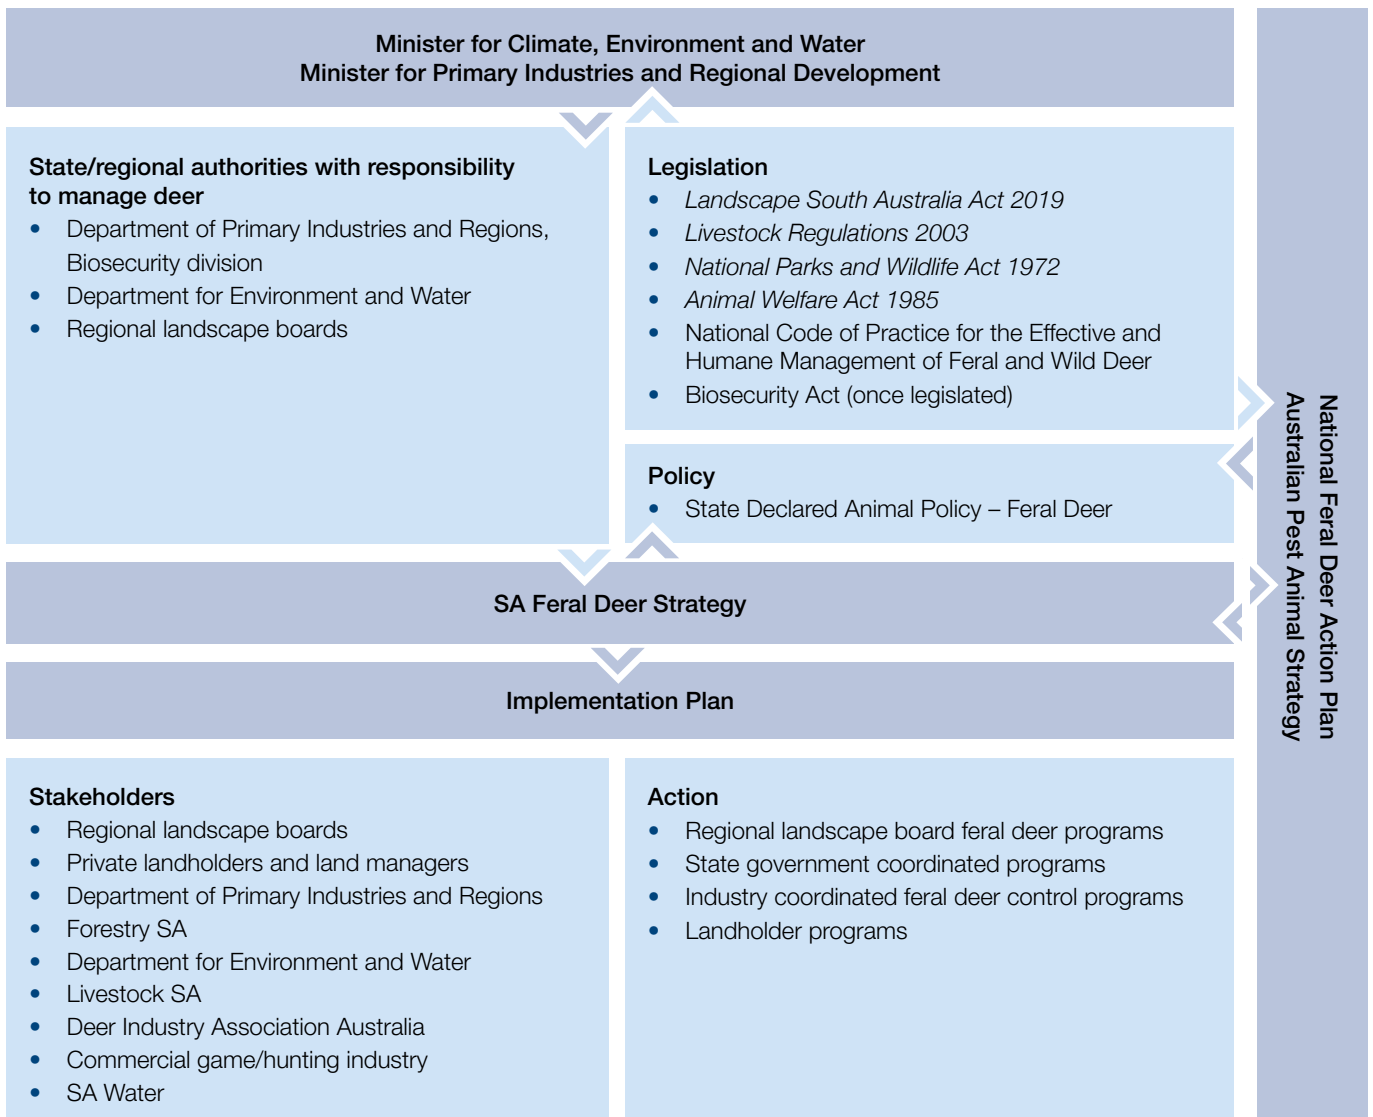 Minister for Climate, Environment and Water
Minister for Primary Industries and Regional Development
State/regional authorities with responsibility
to manage deer
• Department of Primary Industries and Regions,
Biosecurity division
• Department for Environment and Water
• Regional landscape boards
Legislation
• Landscape South Australia Act 2019
• Livestock Regulations 2003
• National Parks and Wildlife Act 1972
• Animal Welfare Act 1985
• National Code of Practice for the Effective and
Humane Management of Feral and Wild Deer
• Biosecurity Act (once legislated)
Policy
• State Declared Animal Policy – Feral Deer
SA Feral Deer Strategy
Implementation Plan
Stakeholders
• Regional landscape boards
• Private landholders and land managers
• Department of Primary Industries and Regions
• Forestry SA
• Department for Environment and Water
• Livestock SA
• Deer Industry Association Australia
• Commercial game/hunting industry
• SA Water
Action
• Regional landscape board feral deer programs
• State government coordinated programs
• Industry coordinated feral deer control programs
• Landholder programs
National Feral Deer Action Plan
Australian Pest Animal Strategy